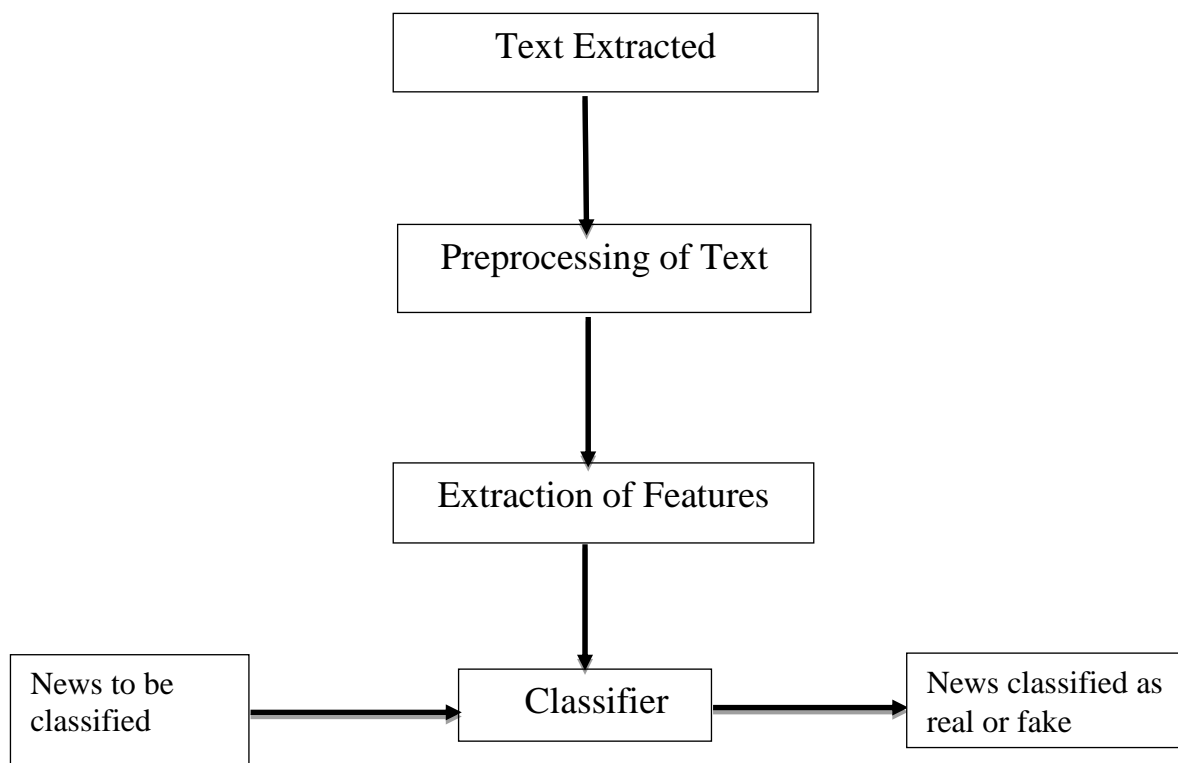 Text Extracted
Preprocessing of Text
Extraction of Features
News to be
classified
Classifier
News classified as
real or fake